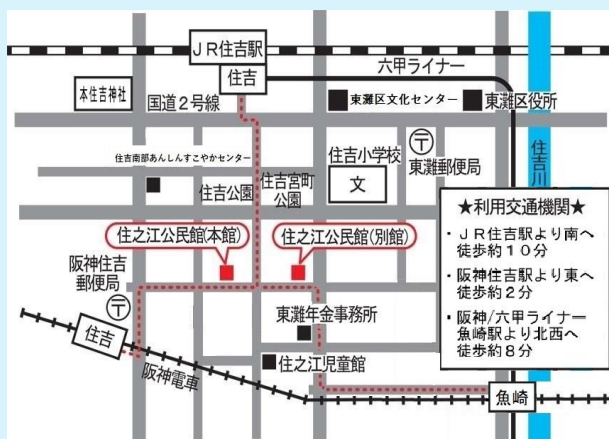 JR住吉駅
住吉
六甲ライナー
本住吉神社
国道2号線
東灘区文化センター
東灘区役所
〒
東灘郵便局
住吉川
住吉南部あんしんすこやかセンター
住吉公園
住吉宮町
公園
住吉小学校
文
住之江公民館(本館)
住之江公民館(別館)
阪神住吉
郵便局
〒
住吉
阪神電車
東灘年金事務所
住之江児童館
魚崎
★利用交通機関★
・JR住吉駅より南へ
徒歩約10分
・阪神住吉駅より東へ
徒歩約2分
・阪神/六甲ライナー
魚崎駅より北西へ
徒歩約8分